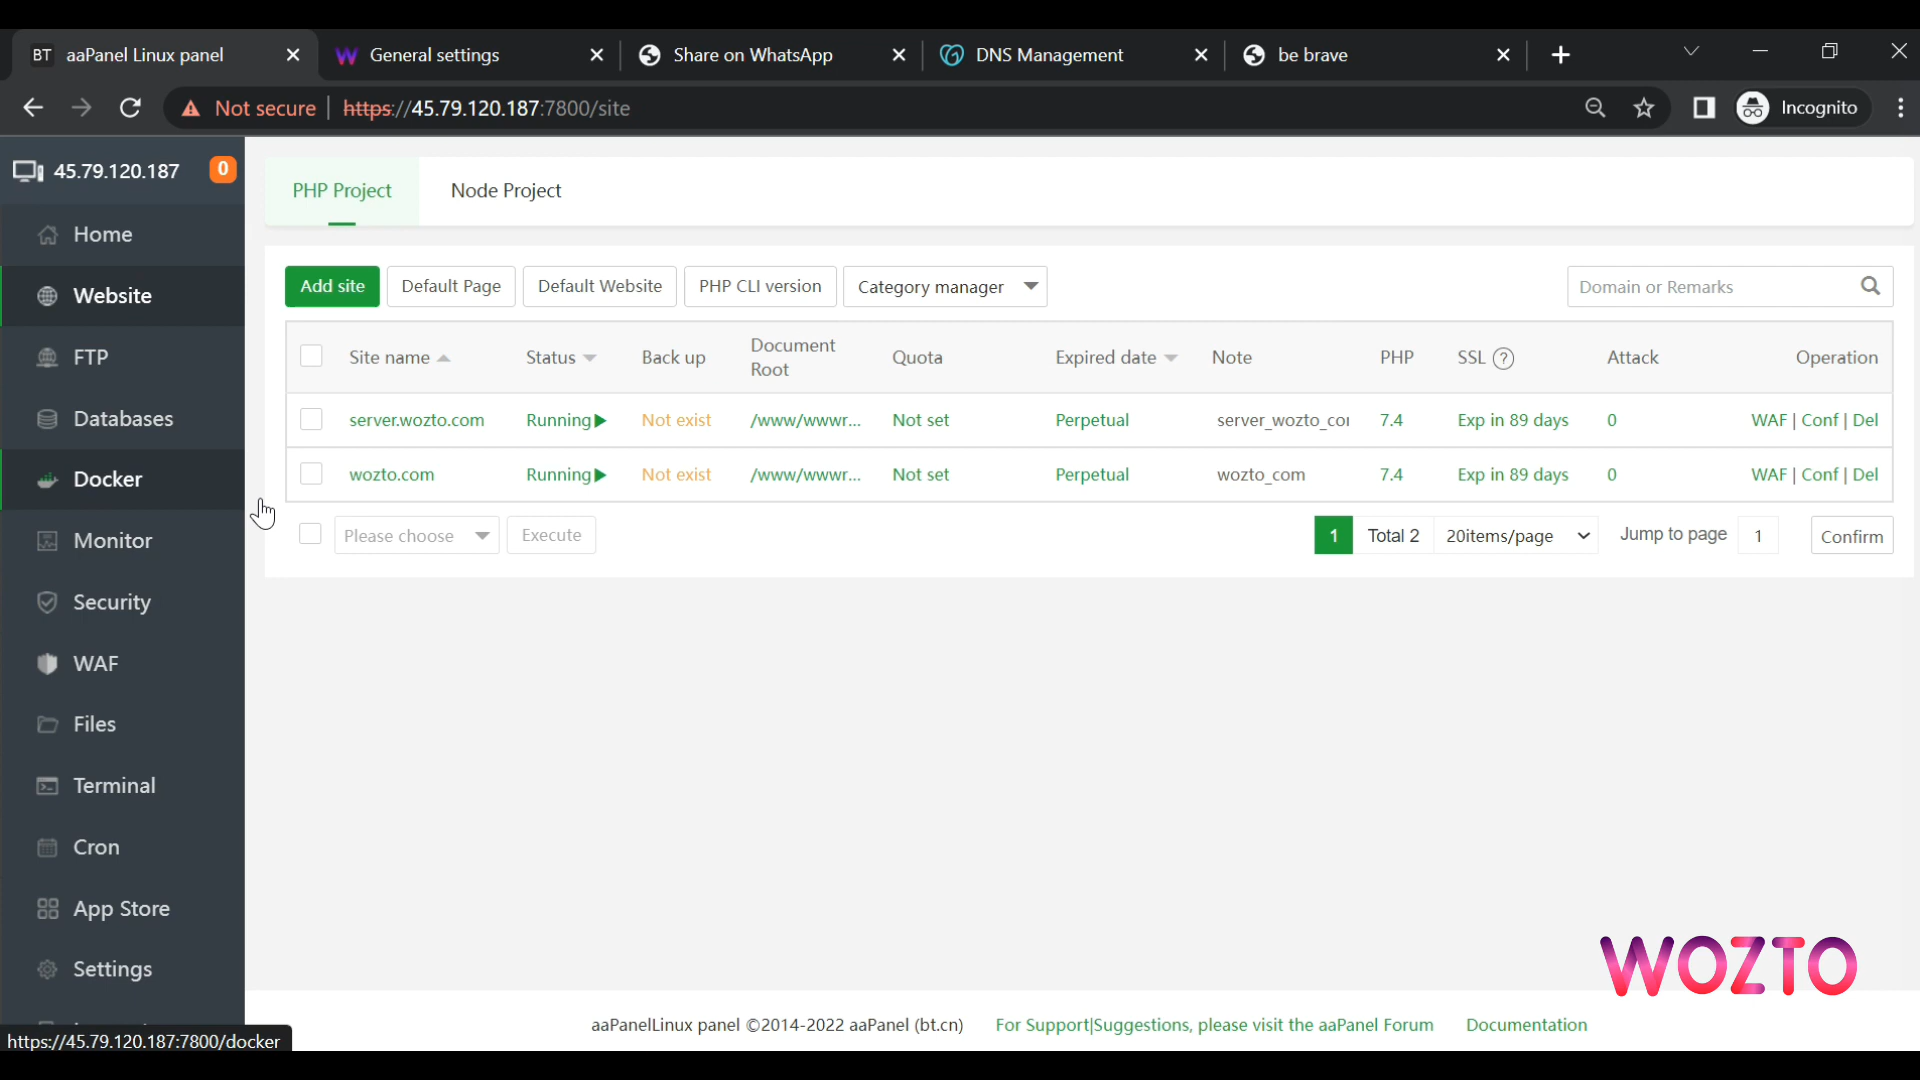 BT aaPanel Linux panel
General settings
Share on WhatsApp
DNS Management
be brave
Not secure https://45.79.120.187:7800/site
Incognito
45.79.120.187 0
Home
Website
FTP
Databases
Docker
Monitor
Security
WAF
Files
Terminal
Cron
App Store
Settings
PHP Project Node Project
Add site Default Page Default Website PHP CLI version Category manager Domain or Remarks
Site name Status Back up Document Root Quota Expired date Note PHP SSL ? Attack Operation
server.wozto.com Running Not exist /www/wwwr... Not set Perpetual server_wozto_coi 7.4 Exp in 89 days 0 WAF | Conf | Del
wozto.com Running Not exist /www/wwwr... Not set Perpetual wozto_com 7.4 Exp in 89 days 0 WAF | Conf | Del
Please choose Execute 1 Total 2 20items/page Jump to page 1 Confirm
WOZTO
aaPanelLinux panel ©2014-2022 aaPanel (bt.cn) For Support|Suggestions, please visit the aaPanel Forum Documentation
https://45.79.120.187:7800/docker